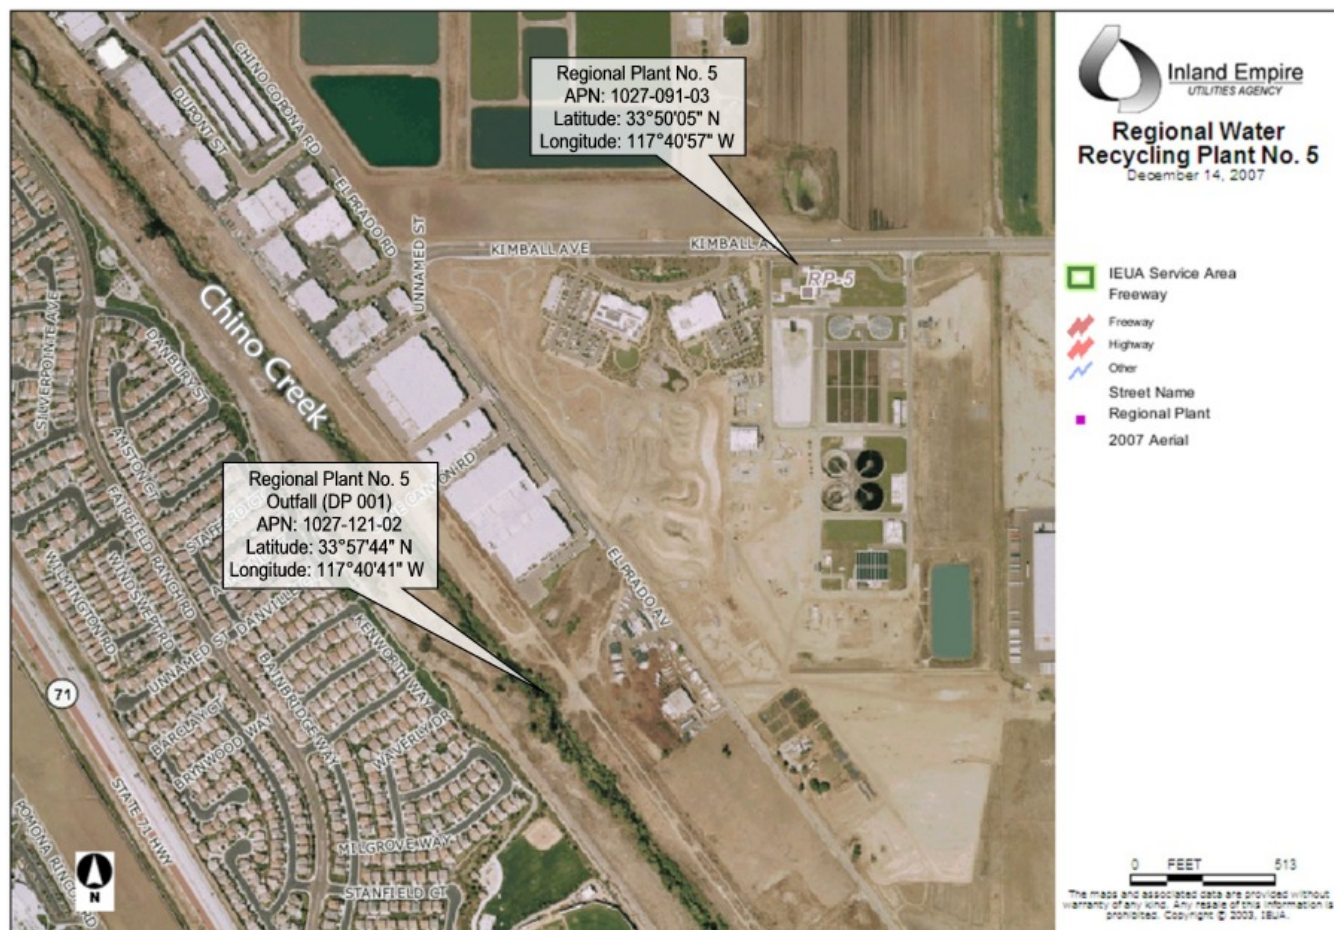 CHINO CORONA RD
DUPONT ST
EL PRADO RD
UNNAMED ST
KIMBALL AVE
KIMBALL A
Regional Plant No. 5
APN: 1027-091-03
Latitude: 33°50'05" N
Longitude: 117°40'57" W
RP-5
Chino Creek
SILVERPOINTE AVE
DANBURY ST
AMSTON CT
FAIRFIELD RANCH RD
CANYON RD
Regional Plant No. 5
Outfall (DP 001)
APN: 1027-121-02
Latitude: 33°57'44" N
Longitude: 117°40'41" W
EL PRADO AV
WILMINGTON RD
WINDSWEPT RD
UNNAMED ST
DANVILLE
KENWORTH WAY
BAINBRIDGE WAY
WAVERLY DR
BARCLAY CT
BRYNWOOD WAY
71
STATE 71 HWY
MILGROVE WAY
STANFIELD CT
POMONA RINCO
RD
N
Inland Empire
UTILITIES AGENCY
Regional Water
Recycling Plant No. 5
December 14, 2007
IEUA Service Area
Freeway
Freeway
Highway
Other
Street Name
Regional Plant
2007 Aerial
0 FEET 513
The maps and associated data are provided without
warranty of any kind. Any resale of this information is
prohibited. Copyright © 2003, IEUA.